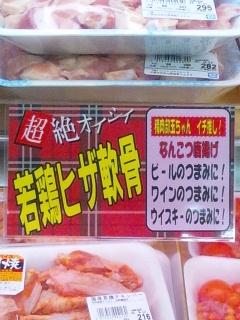 295
282
超絶オイシイ
若鶏ヒザ軟骨
精肉部玉ちゃん イチ推し!
なんこつ唐揚げ
ビールのつまみに!
ワインのつまみに!
ウイスキーのつまみに!
216